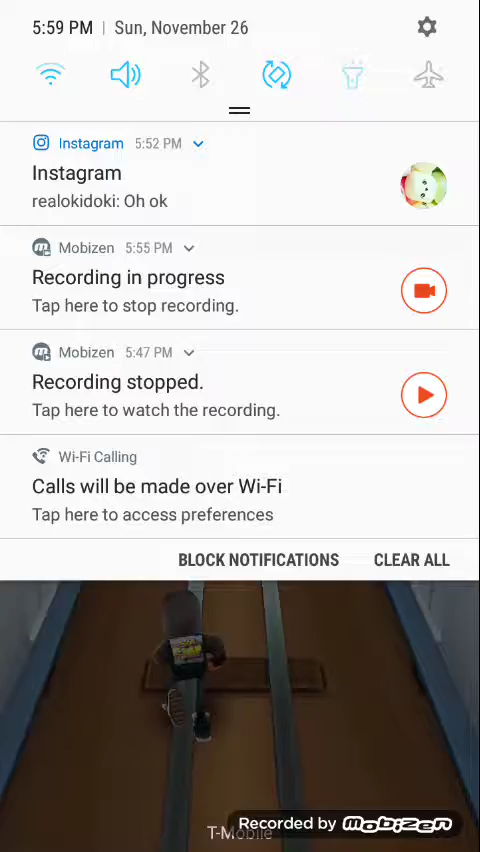 5:59 PM | Sun, November 26
Instagram 5:52 PM
Instagram
realokidoki: Oh ok
Mobizen 5:55 PM
Recording in progress
Tap here to stop recording.
Mobizen 5:47 PM
Recording stopped.
Tap here to watch the recording.
Wi-Fi Calling
Calls will be made over Wi-Fi
Tap here to access preferences
BLOCK NOTIFICATIONS CLEAR ALL
T-Mobile
Recorded by mobizen